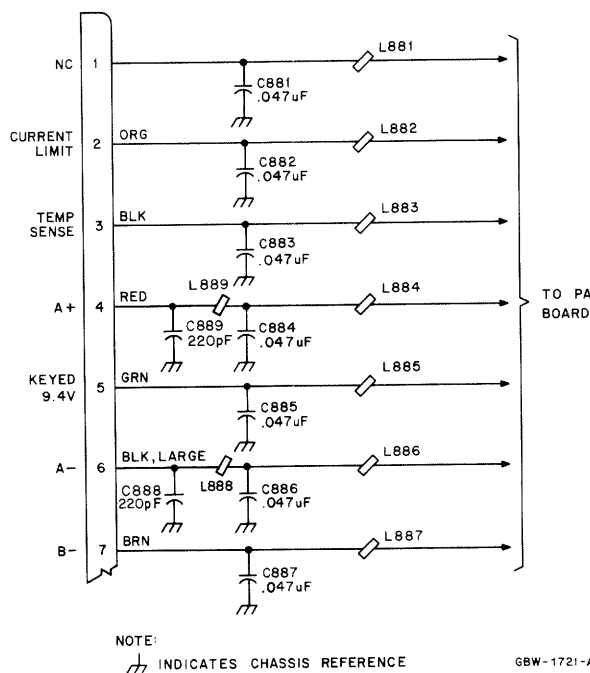 L881
NC 1
C881
.047uF
L882
CURRENT
LIMIT
2 ORG
C882
.047uF
L883
TEMP
SENSE
3 BLK
C883
.047uF
L889
L884
A+ 4 RED
C889
220pF
C884
.047uF
TO PA
BOARD
L885
KEYED
9.4V
5 GRN
C885
.047uF
L886
A- 6 BLK, LARGE
C888
220pF
L888
C886
.047uF
L887
B- 7 BRN
C887
.047uF
NOTE:
INDICATES CHASSIS REFERENCE
GBW-1721-A